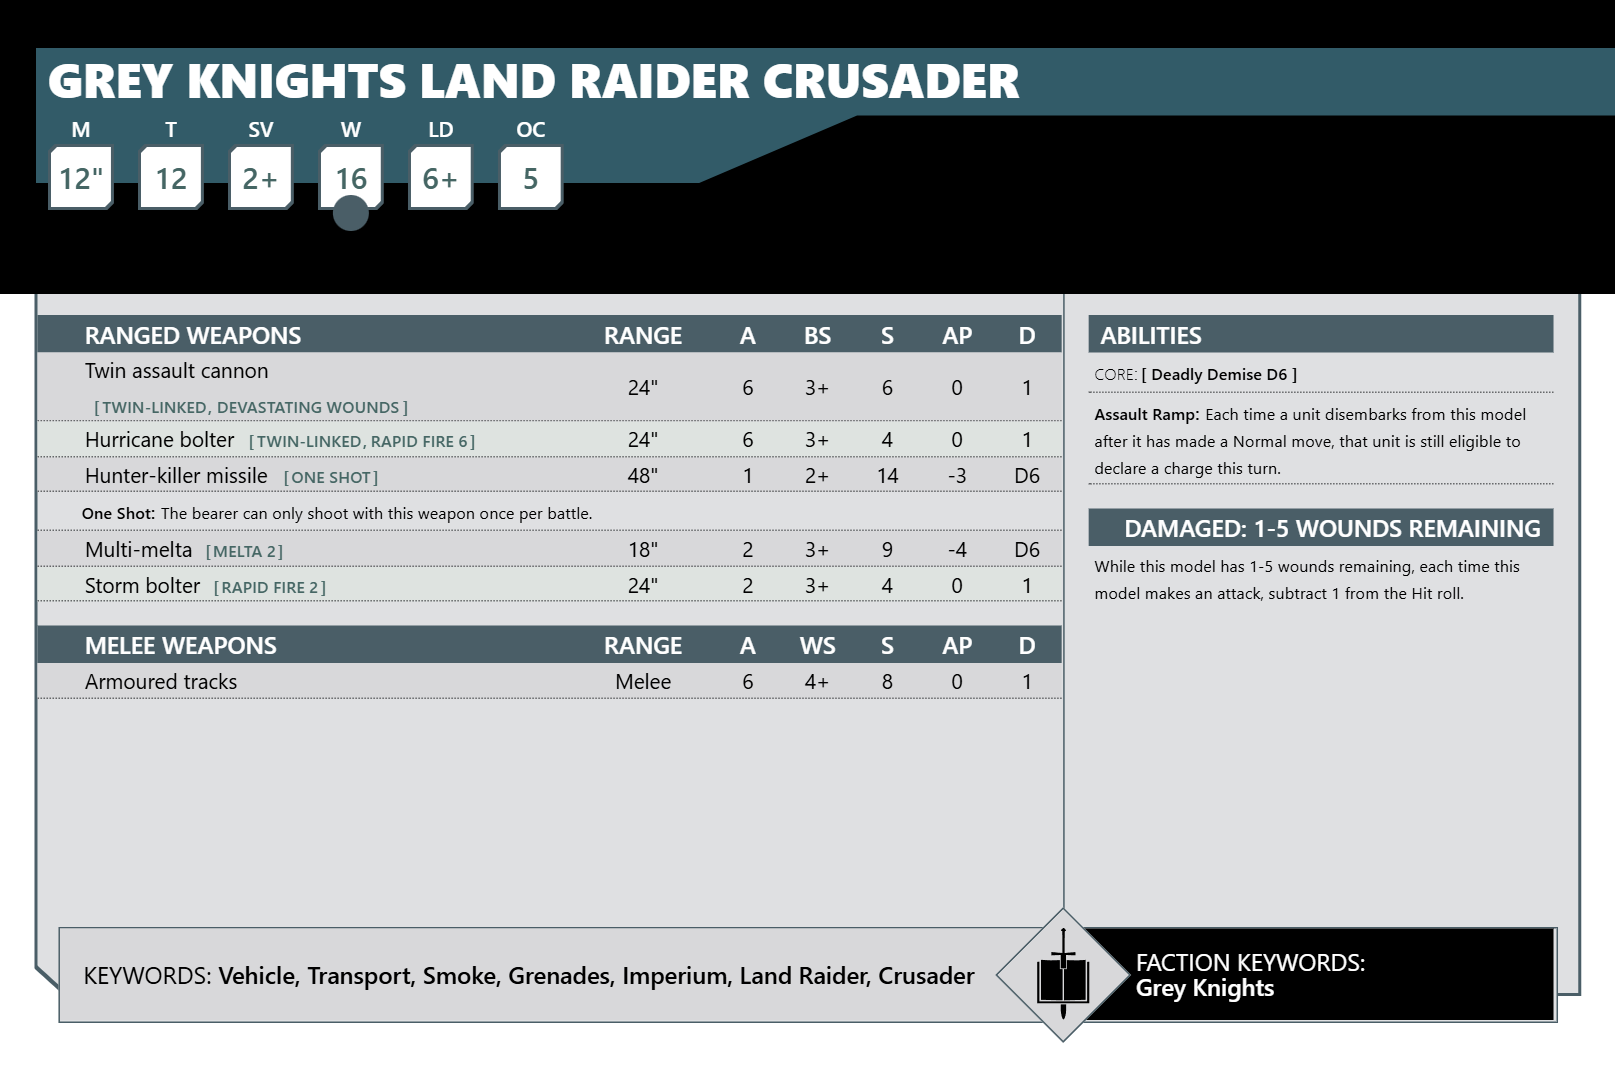 GREY KNIGHTS LAND RAIDER CRUSADER
M T SV W LD OC
12" 12 2+ 16 6+ 5
RANGED WEAPONS RANGE A BS S AP D
Twin assault cannon
[TWIN-LINKED, DEVASTATING WOUNDS] 24" 6 3+ 6 0 1
Hurricane bolter [TWIN-LINKED, RAPID FIRE 6] 24" 6 3+ 4 0 1
Hunter-killer missile [ONE SHOT] 48" 1 2+ 14 -3 D6
One Shot: The bearer can only shoot with this weapon once per battle.
Multi-melta [MELTA 2] 18" 2 3+ 9 -4 D6
Storm bolter [RAPID FIRE 2] 24" 2 3+ 4 0 1
MELEE WEAPONS RANGE A WS S AP D
Armoured tracks Melee 6 4+ 8 0 1
ABILITIES
CORE: [ Deadly Demise D6 ]
Assault Ramp: Each time a unit disembarks from this model
after it has made a Normal move, that unit is still eligible to
declare a charge this turn.
DAMAGED: 1-5 WOUNDS REMAINING
While this model has 1-5 wounds remaining, each time this
model makes an attack, subtract 1 from the Hit roll.
KEYWORDS: Vehicle, Transport, Smoke, Grenades, Imperium, Land Raider, Crusader
FACTION KEYWORDS:
Grey Knights